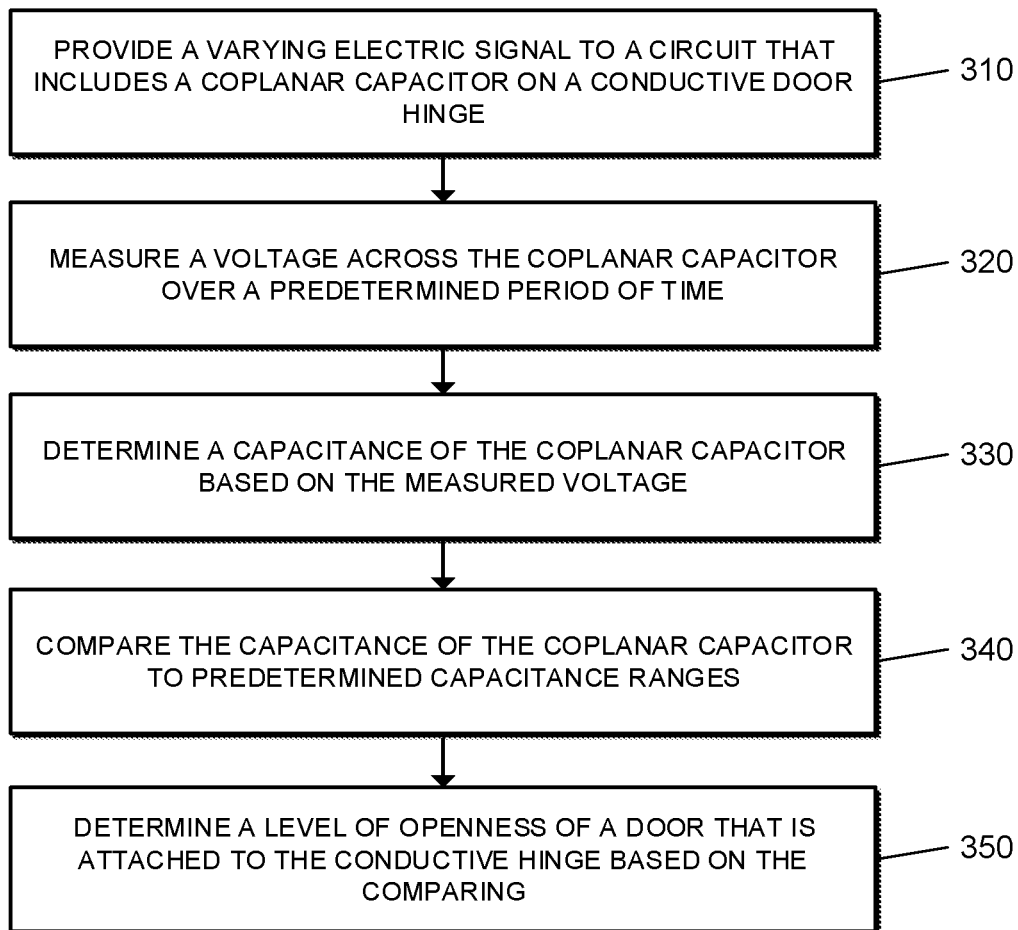 PROVIDE A VARYING ELECTRIC SIGNAL TO A CIRCUIT THAT
INCLUDES A COPLANAR CAPACITOR ON A CONDUCTIVE DOOR
HINGE
310
MEASURE A VOLTAGE ACROSS THE COPLANAR CAPACITOR
OVER A PREDETERMINED PERIOD OF TIME
320
DETERMINE A CAPACITANCE OF THE COPLANAR CAPACITOR
BASED ON THE MEASURED VOLTAGE
330
COMPARE THE CAPACITANCE OF THE COPLANAR CAPACITOR
TO PREDETERMINED CAPACITANCE RANGES
340
DETERMINE A LEVEL OF OPENNESS OF A DOOR THAT IS
ATTACHED TO THE CONDUCTIVE HINGE BASED ON THE
COMPARING
350